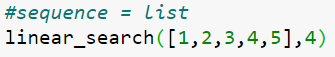 #sequence = list
linear_search([1,2,3,4,5],4)